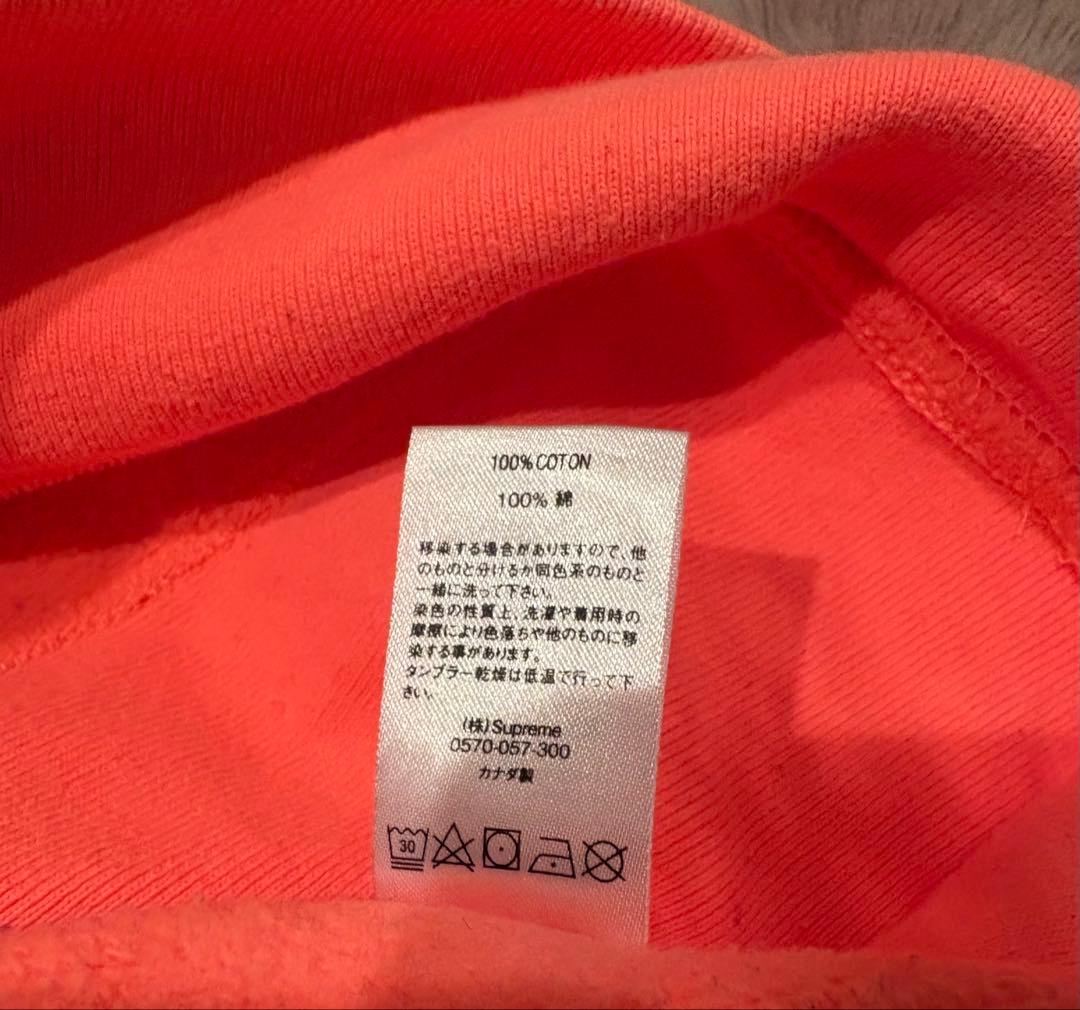 100% COTON
100% 綿
移染する場合がありますので、他
のものと分けるか同色系のものと
一緒に洗って下さい。
染色の性質上、洗濯や着用時の
摩擦により色落ちや他のものに移
染する事があります。
タンブラー乾燥は低温で行って下
さい。
(株)Supreme
0570-057-300
カナダ製
30